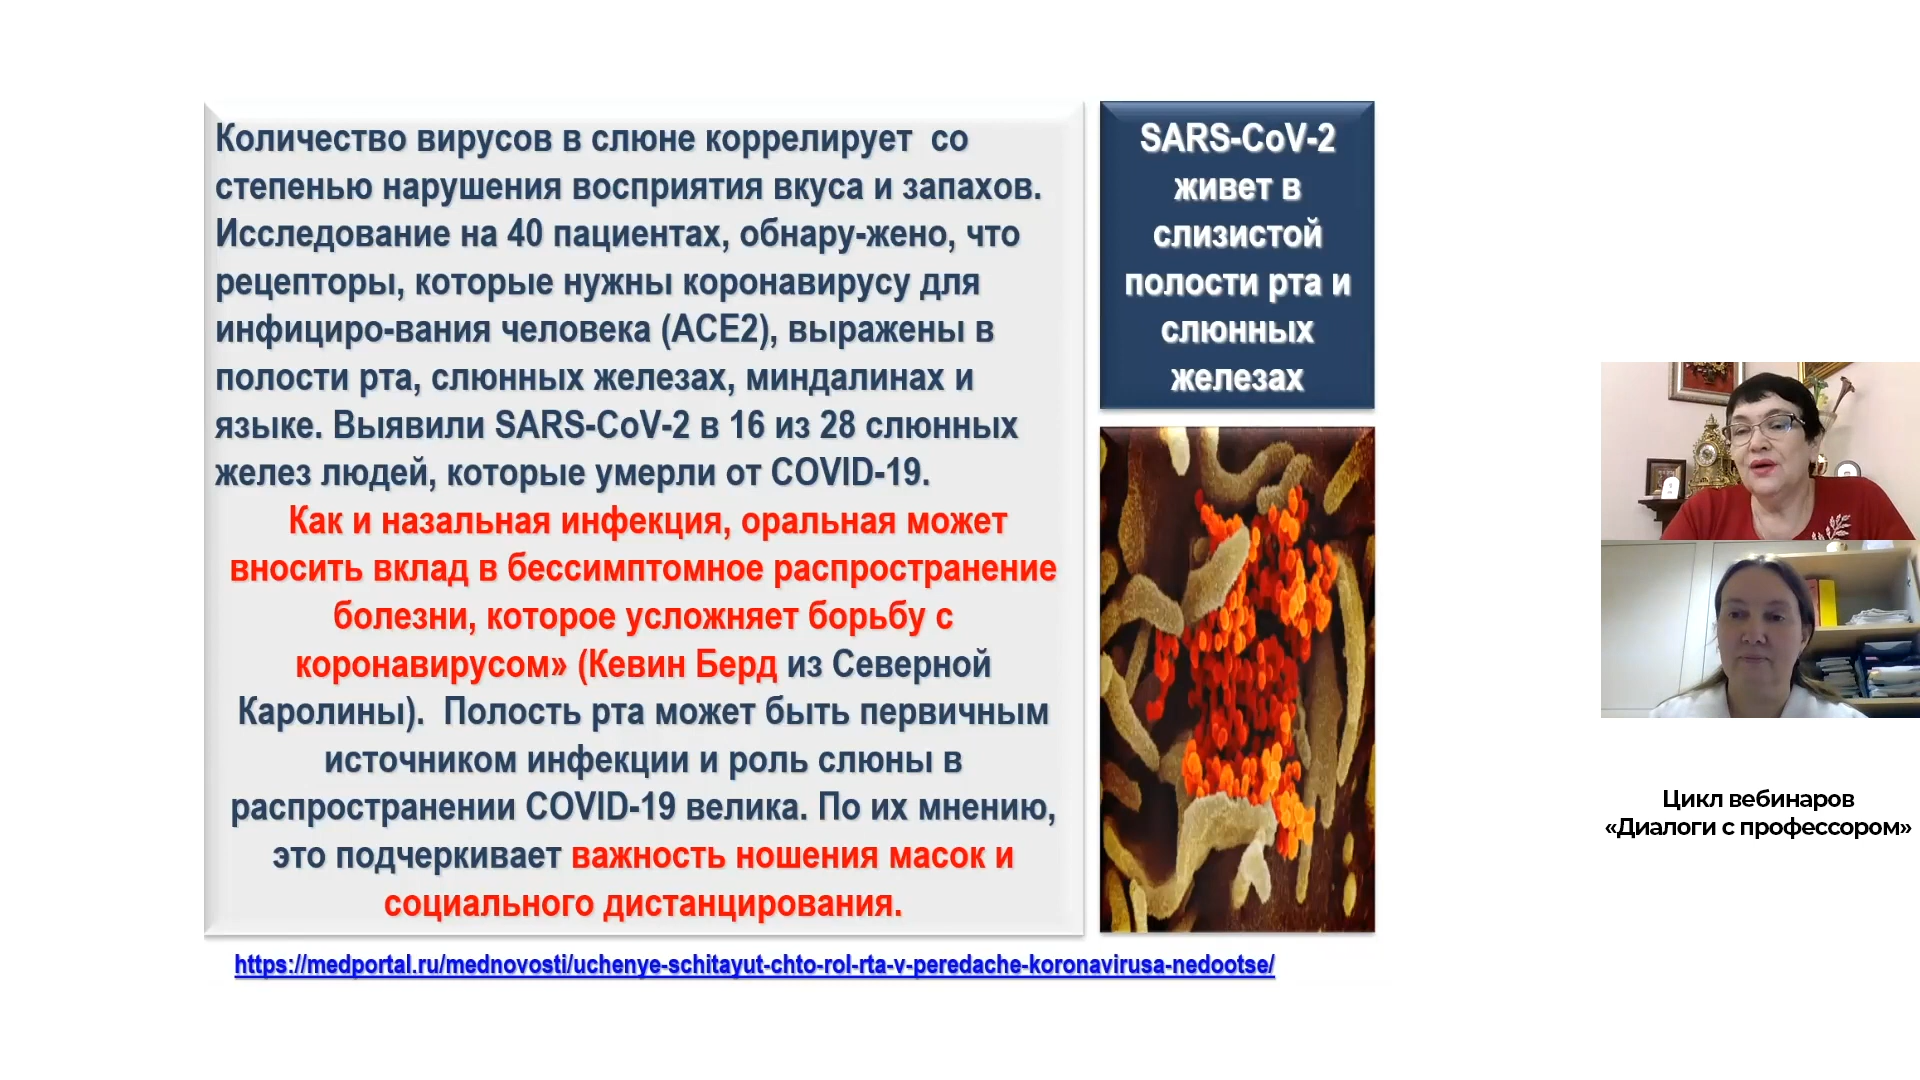 Количество вирусов в слюне коррелирует со
степенью нарушения восприятия вкуса и запахов.
Исследование на 40 пациентах, обнару-жено, что
рецепторы, которые нужны коронавирусу для
инфициро-вания человека (ACE2), выражены в
полости рта, слюнных железах, миндалинах и
языке. Выявили SARS-CoV-2 в 16 из 28 слюнных
желез людей, которые умерли от COVID-19.
Как и назальная инфекция, оральная может
вносить вклад в бессимптомное распространение
болезни, которое усложняет борьбу с
коронавирусом» (Кевин Берд из Северной
Каролины). Полость рта может быть первичным
источником инфекции и роль слюны в
распространении COVID-19 велика. По их мнению,
это подчеркивает важность ношения масок и
социального дистанцирования.
SARS-CoV-2
живет в
слизистой
полости рта и
слюнных
железах
https://medportal.ru/mednovosti/uchenye-schitayut-chto-rol-rta-v-peredache-koronavirusa-nedootse/
Цикл вебинаров
«Диалоги с профессором»